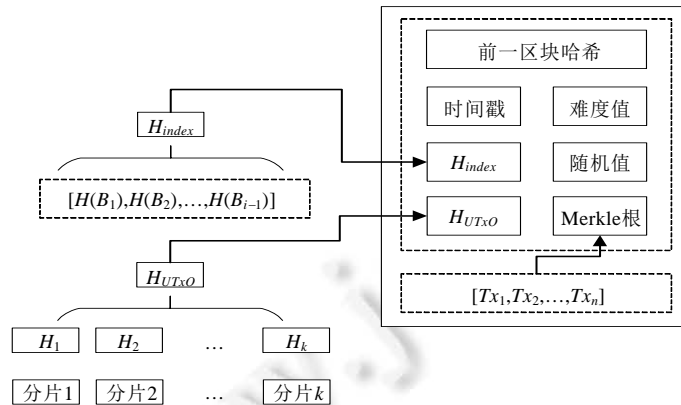 前一区块哈希
时间戳 难度值
H_index 随机值
H_UTxO Merkle根
[Tx_1,Tx_2,…,Tx_n]
H_index
[H(B_1),H(B_2),…,H(B_{i−1})]
H_UTxO
H_1 H_2 … H_k
分片1 分片2 … 分片k